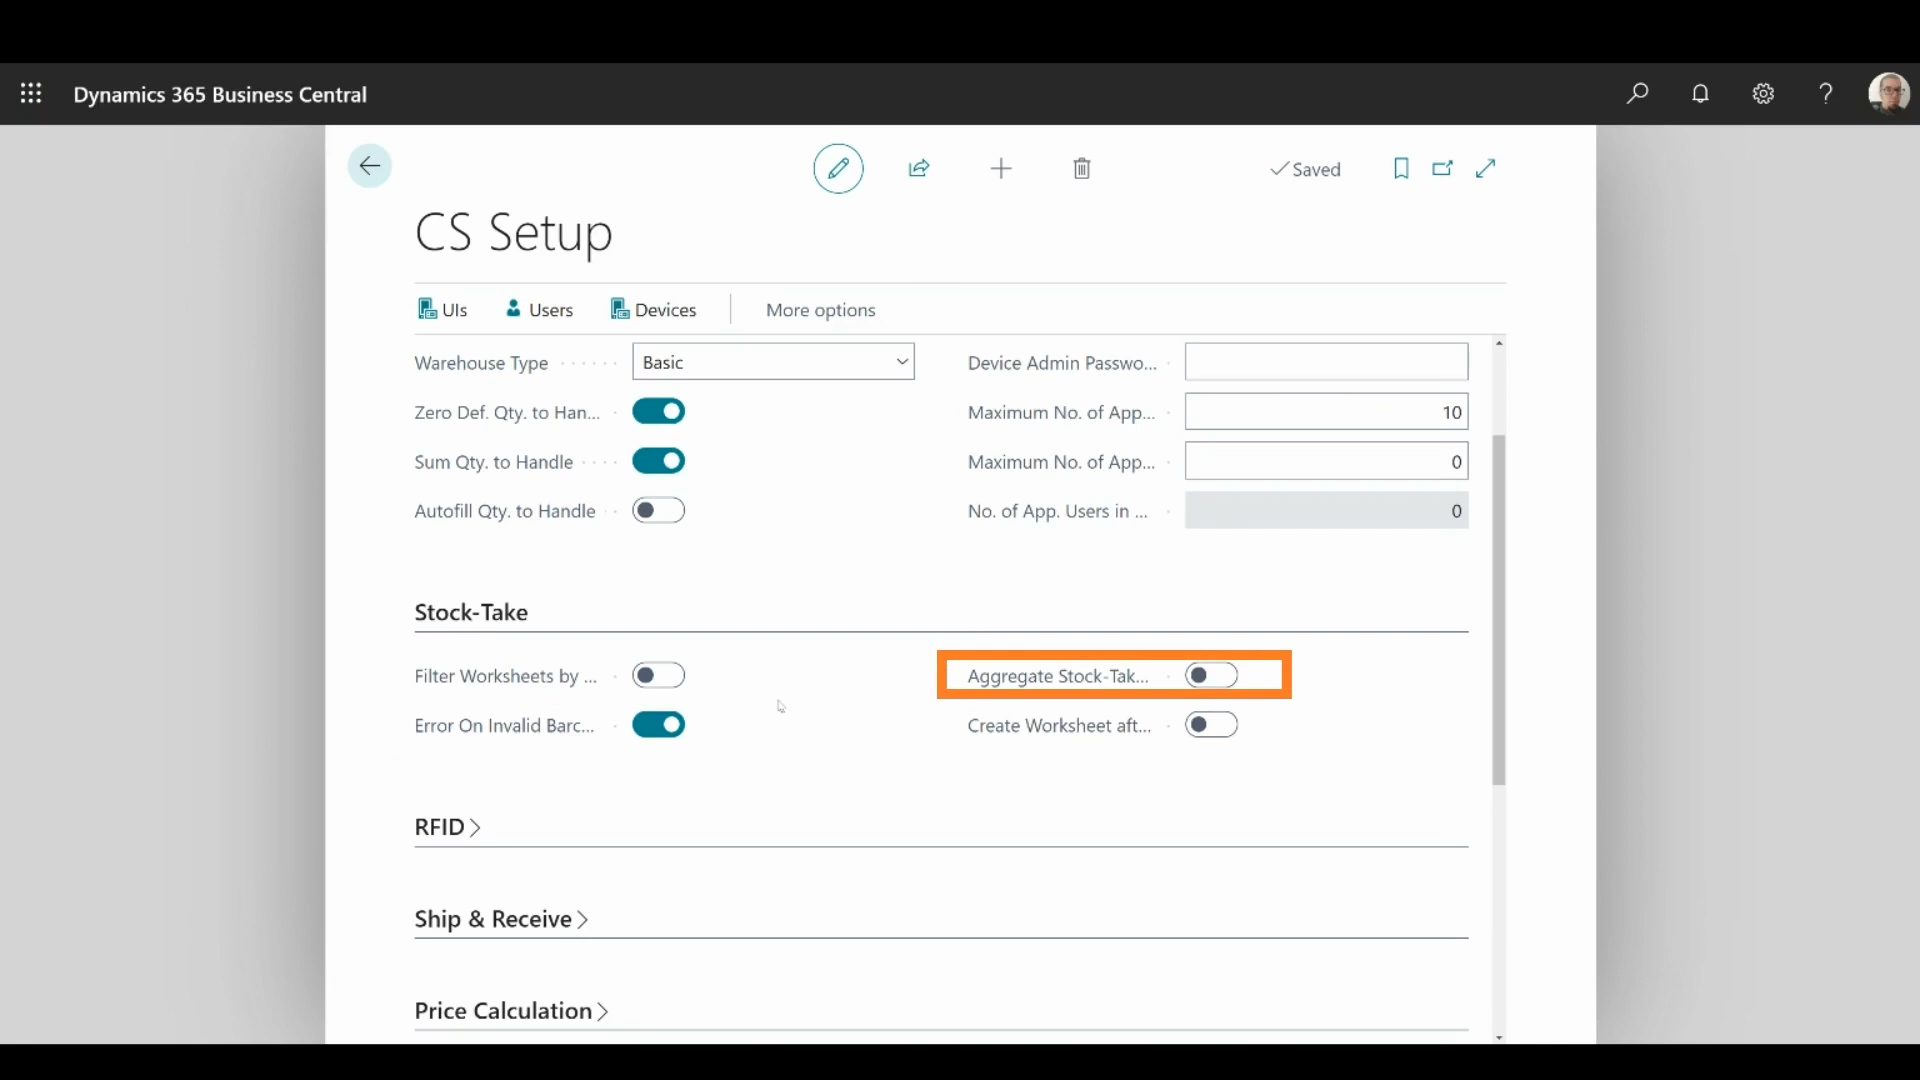 Dynamics 365 Business Central
Saved
CS Setup
UIs Users Devices More options
Warehouse Type Basic
Device Admin Passwo...
Zero Def. Qty. to Han...
Maximum No. of App... 10
Sum Qty. to Handle
Maximum No. of App... 0
Autofill Qty. to Handle
No. of App. Users in ... 0
Stock-Take
Filter Worksheets by ...
Aggregate Stock-Tak...
Error On Invalid Barc...
Create Worksheet aft...
RFID
Ship & Receive
Price Calculation